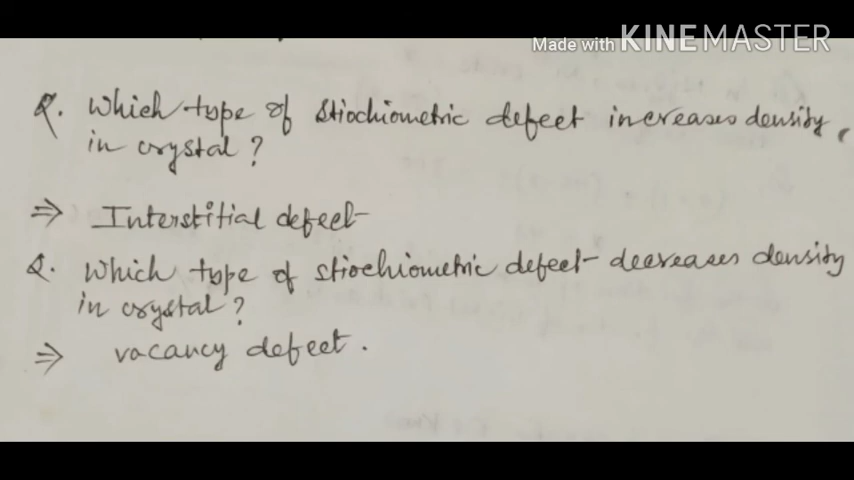 Made with KINEMASTER
Q. Which type of stiochiometric defect increases density
in crystal ?
⇒ Interstitial defect
Q. Which type of stiochiometric defect decreases density
in crystal ?
⇒ vacancy defect.